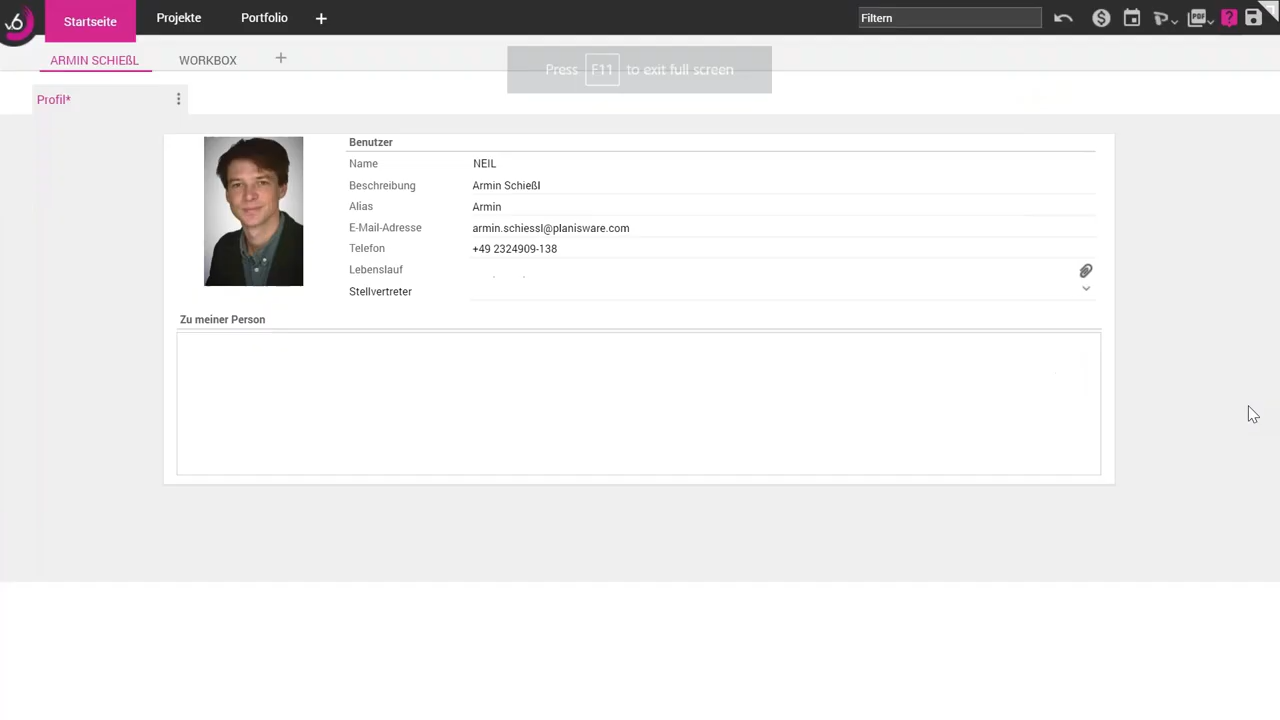 v6 Startseite Projekte Portfolio + Filtern
ARMIN SCHIEßL WORKBOX +
Press F11 to exit full screen
Profil*
Benutzer
Name NEIL
Beschreibung Armin Schießl
Alias Armin
E-Mail-Adresse armin.schiessl@planisware.com
Telefon +49 2324909-138
Lebenslauf
Stellvertreter
Zu meiner Person